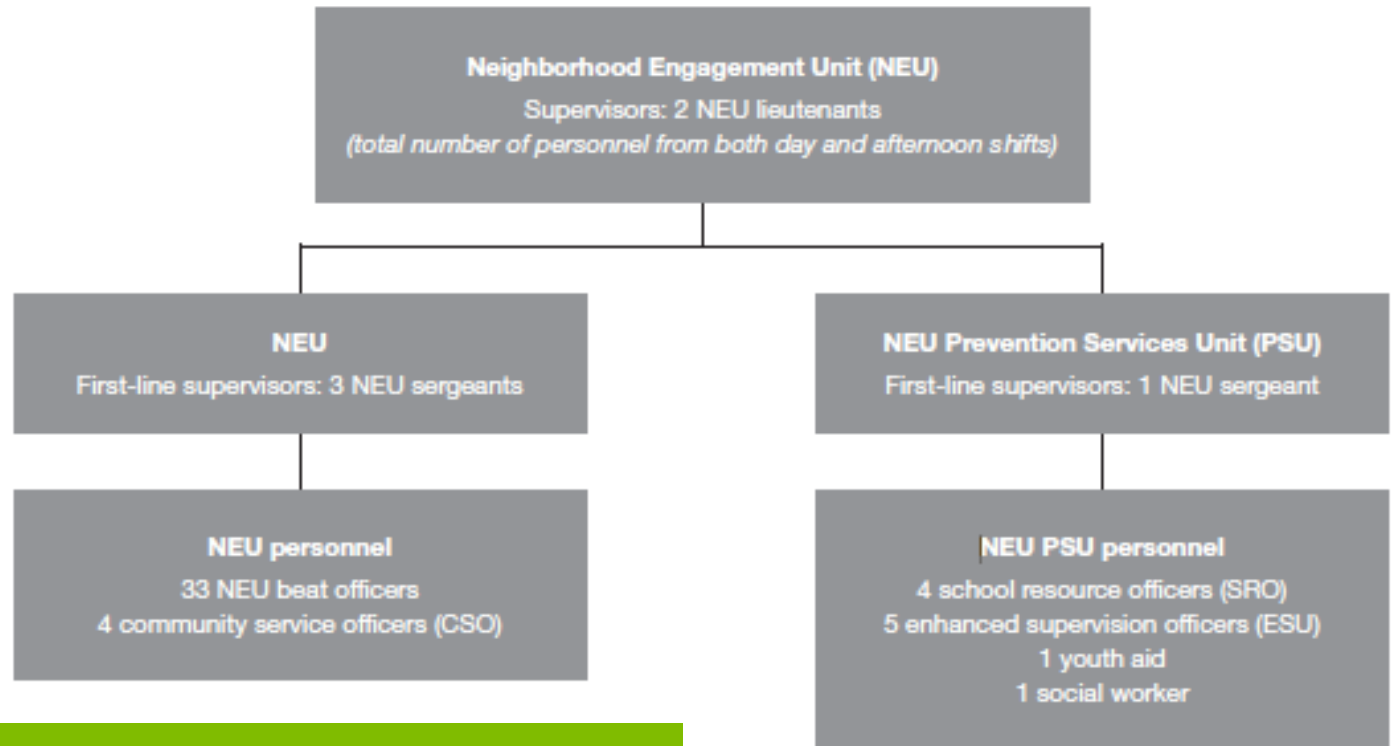 Neighborhood Engagement Unit (NEU)
Supervisors: 2 NEU lieutenants
(total number of personnel from both day and afternoon shifts)
NEU
First-line supervisors: 3 NEU sergeants
NEU Prevention Services Unit (PSU)
First-line supervisors: 1 NEU sergeant
NEU personnel
33 NEU beat officers
4 community service officers (CSO)
NEU PSU personnel
4 school resource officers (SRO)
5 enhanced supervision officers (ESU)
1 youth aid
1 social worker